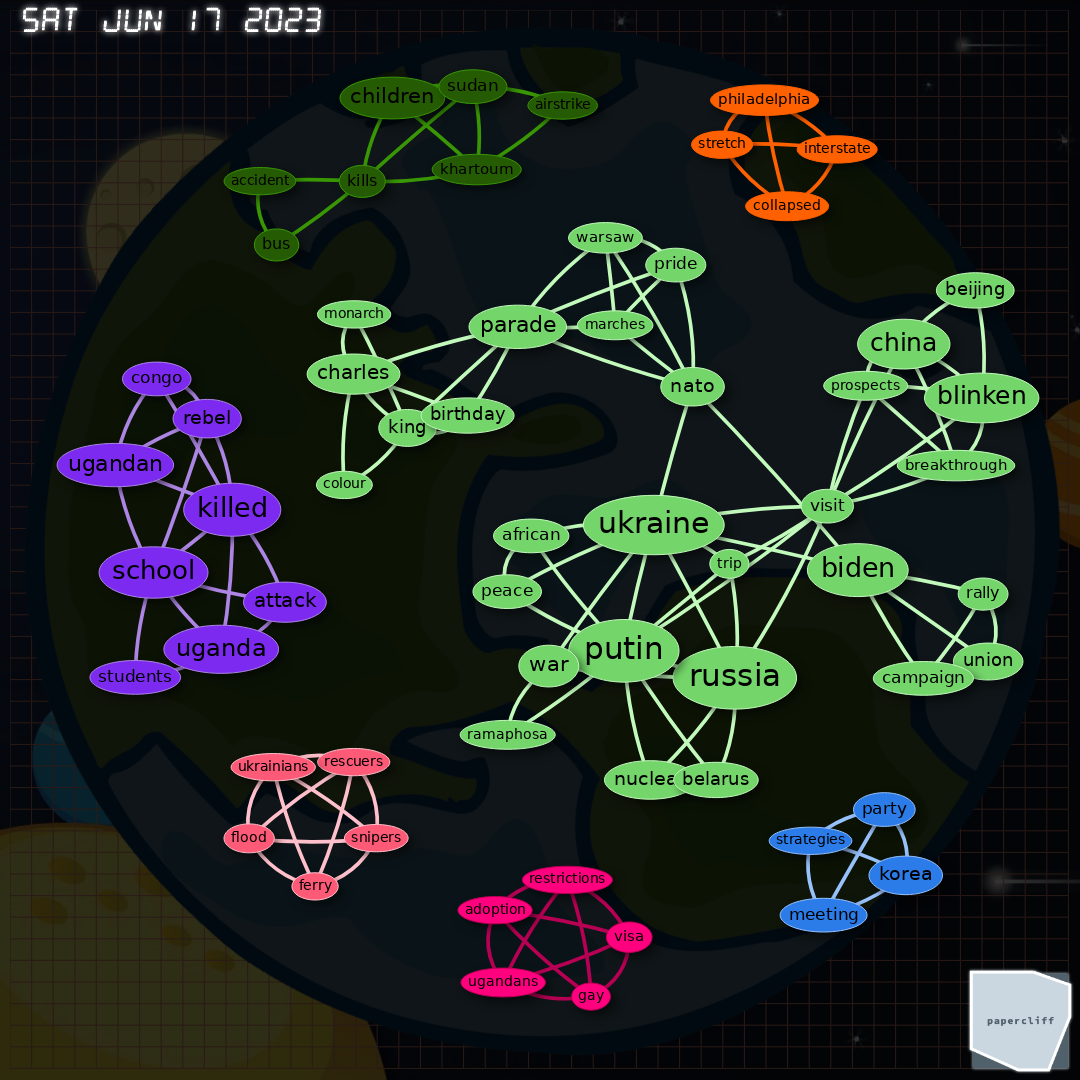 SAT JUN 17 2023
children
sudan
airstrike
khartoum
kills
accident
bus
philadelphia
stretch
interstate
collapsed
warsaw
pride
parade
marches
monarch
charles
king
birthday
colour
nato
beijing
china
prospects
blinken
breakthrough
visit
congo
rebel
ugandan
killed
school
attack
uganda
students
ukraine
african
trip
peace
biden
rally
union
campaign
putin
war
russia
ramaphosa
nuclea
belarus
ukrainians
rescuers
flood
snipers
ferry
party
strategies
korea
meeting
restrictions
adoption
visa
ugandans
gay
papercliff